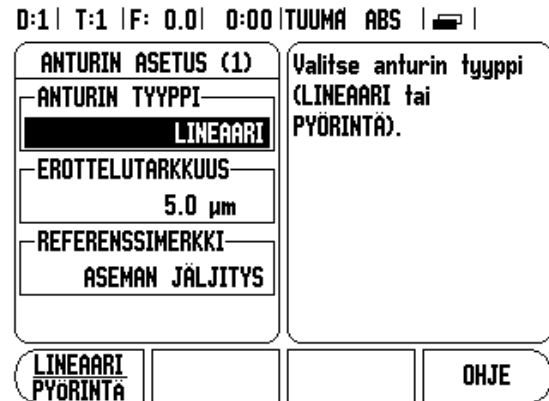 D:1| T:1 |F: 0.0| 0:00|TUUMA ABS
ANTURIN ASETUS (1)
ANTURIN TYYPPI
LINEAARI
EROTTELUTARKKUUS
5.0 µm
REFERENSSIMERKKI
ASEMAN JÄLJITYS
Valitse anturin tyyppi
(LINEAARI tai
PYÖRINTÄ).
LINEAARI
PYÖRINTÄ
OHJE